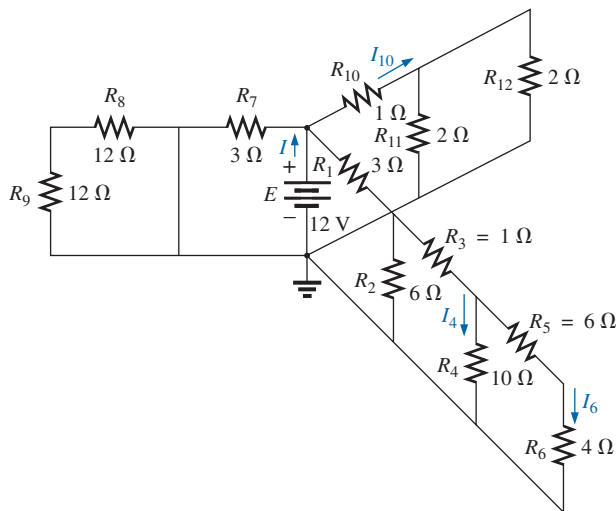 I10
R10
R12
2 Ω
R8
R7
1 Ω
R11
2 Ω
I
R1
3 Ω
12 Ω
3 Ω
+
R9
12 Ω
E
−
12 V
R3 = 1 Ω
R2
6 Ω
R5 = 6 Ω
I4
R4
10 Ω
I6
R6
4 Ω